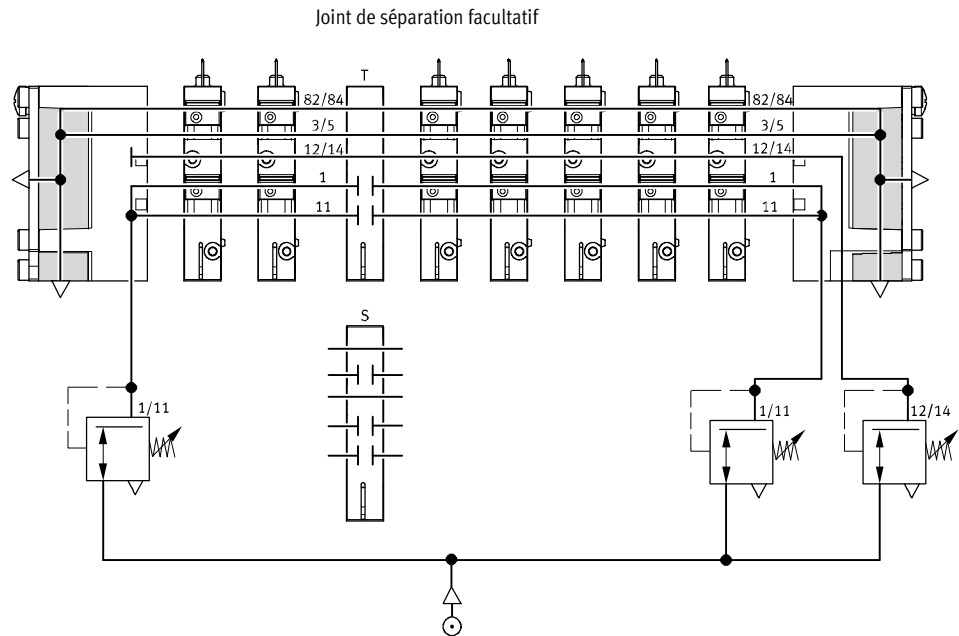 Joint de séparation facultatif
T
82/84 82/84
3/5 3/5
12/14 12/14
1 1
11 11
S
1/11 1/11 12/14